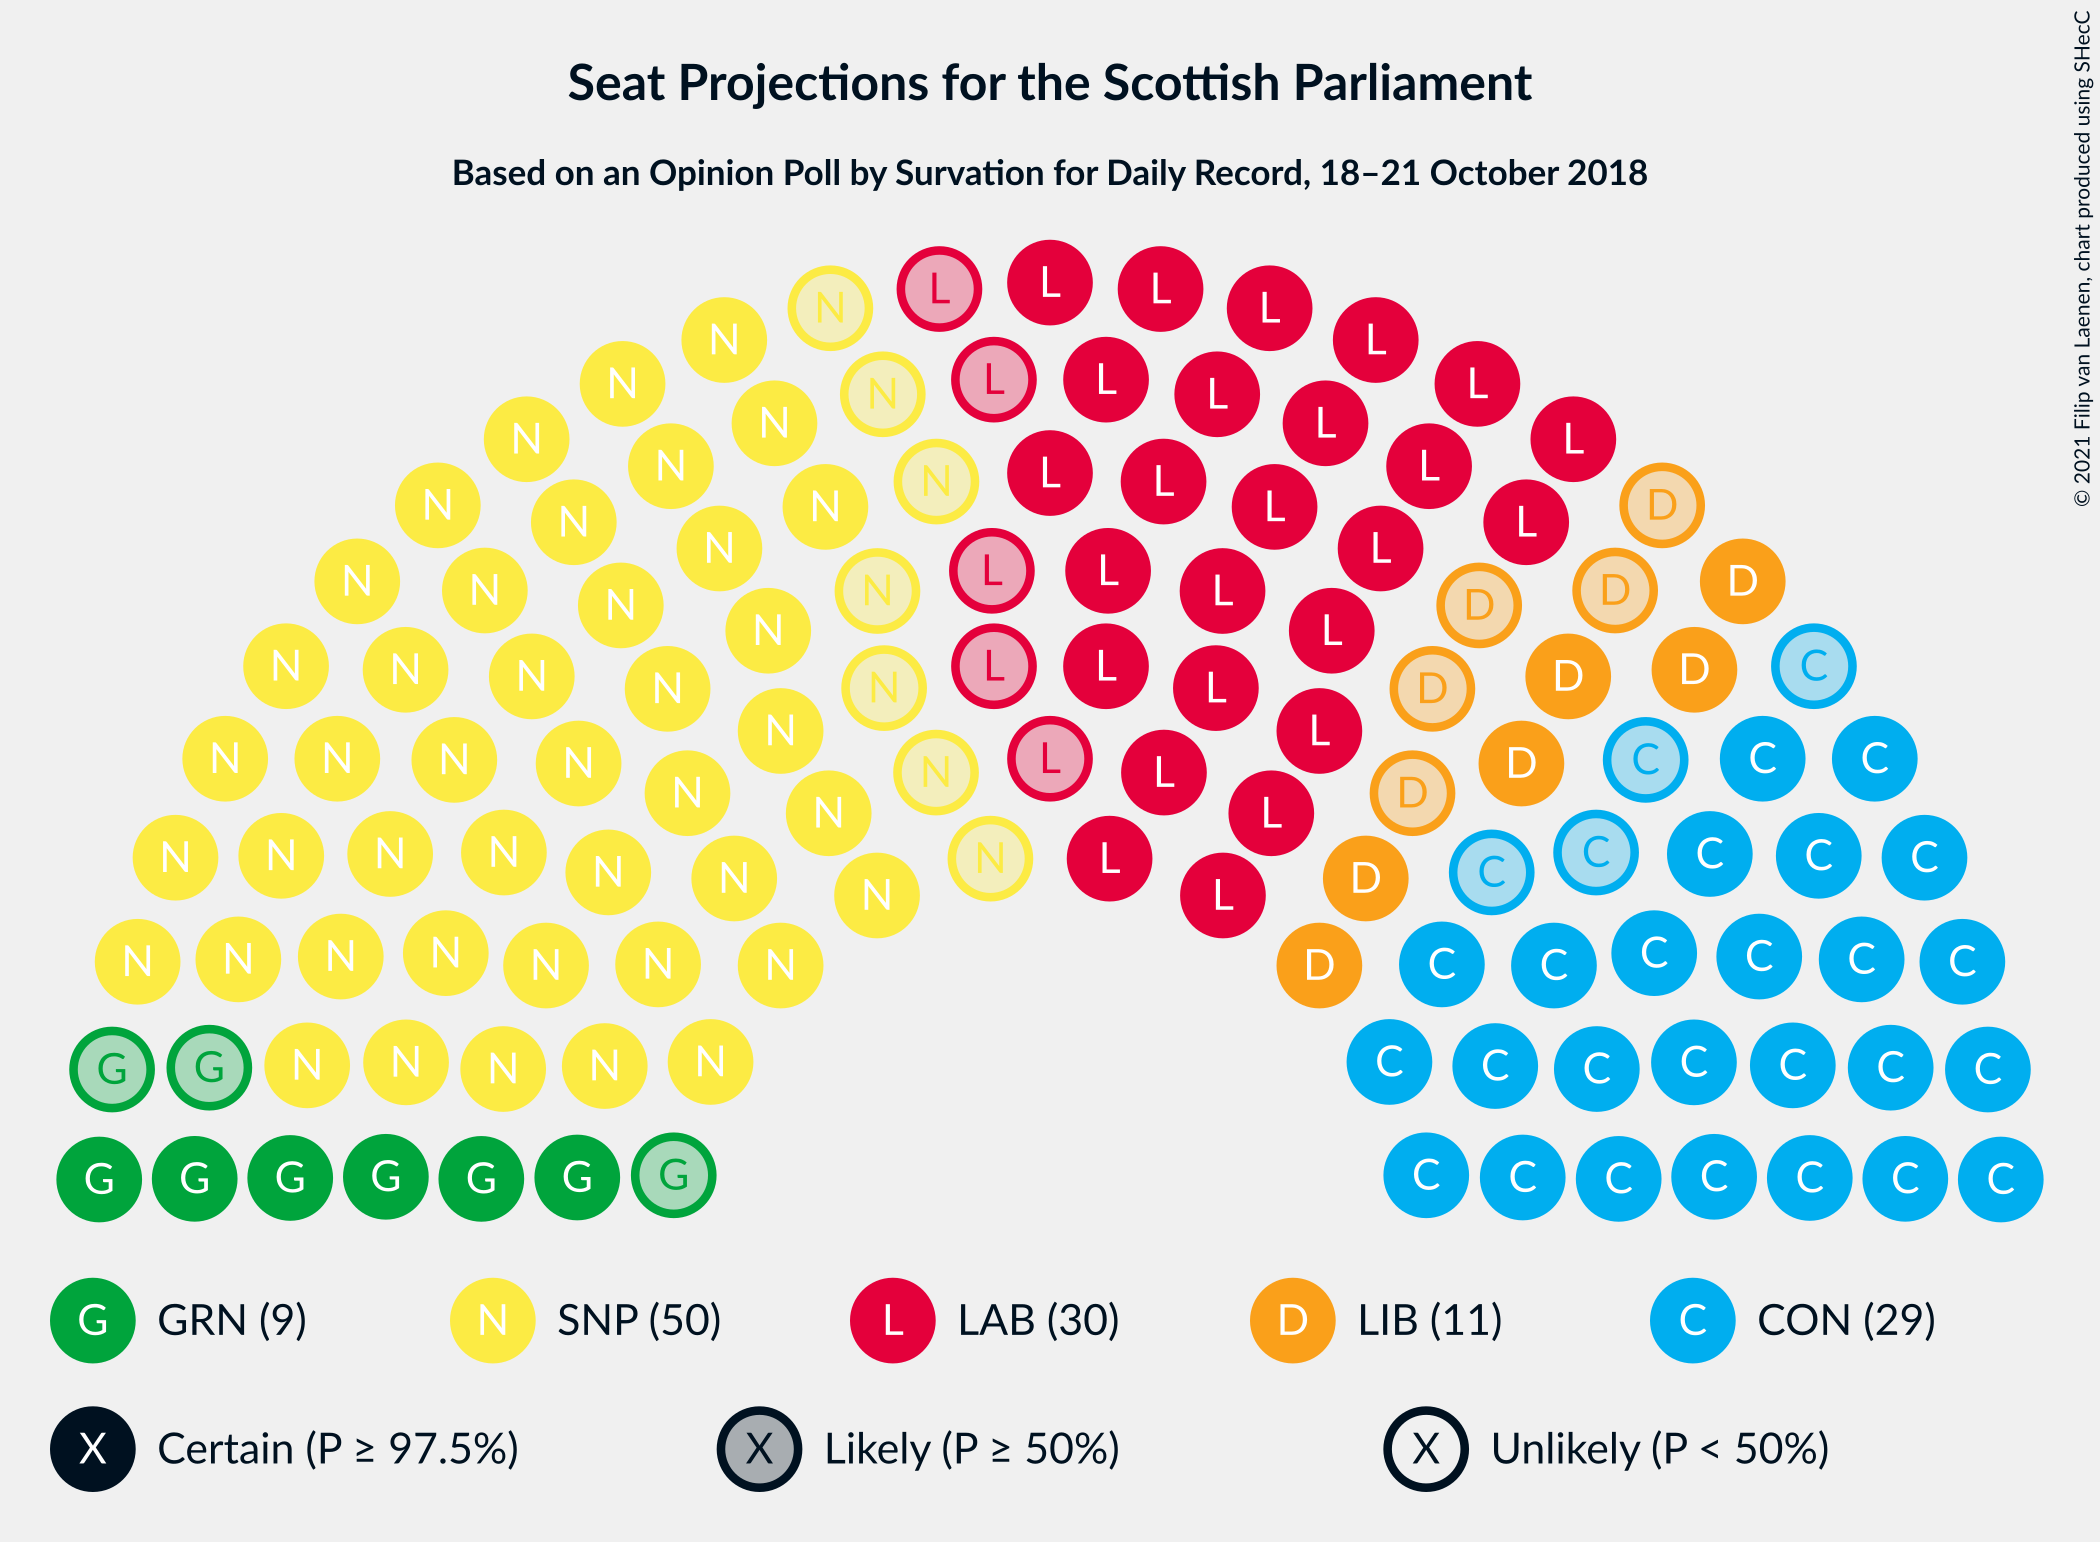 Seat Projections for the Scottish Parliament
Based on an Opinion Poll by Survation for Daily Record, 18–21 October 2018
© 2021 Filip van Laenen, chart produced using SHecC
L L L L
N L
N L
N L L L
N N L
N L
N L L
N N L
N N L
N L L D
N N L
N L
N L L D
N N L D
N N D
N L D
N N L D
N L L C
N N D
N N L D
N N L D
N N L
N L C C
N N D C
N N L
N N D
N L
N N C C
N N C C
N N L C
N N C
N N D
N L
N N C
N N C C
N N C
N N C
N N D C
N C
G G N N N N N C C C C C C C
G G G G G G G C C C C C C C
G GRN (9) N SNP (50) L LAB (30) D LIB (11) C CON (29)
X Certain (P ≥ 97.5%) X Likely (P ≥ 50%) X Unlikely (P < 50%)